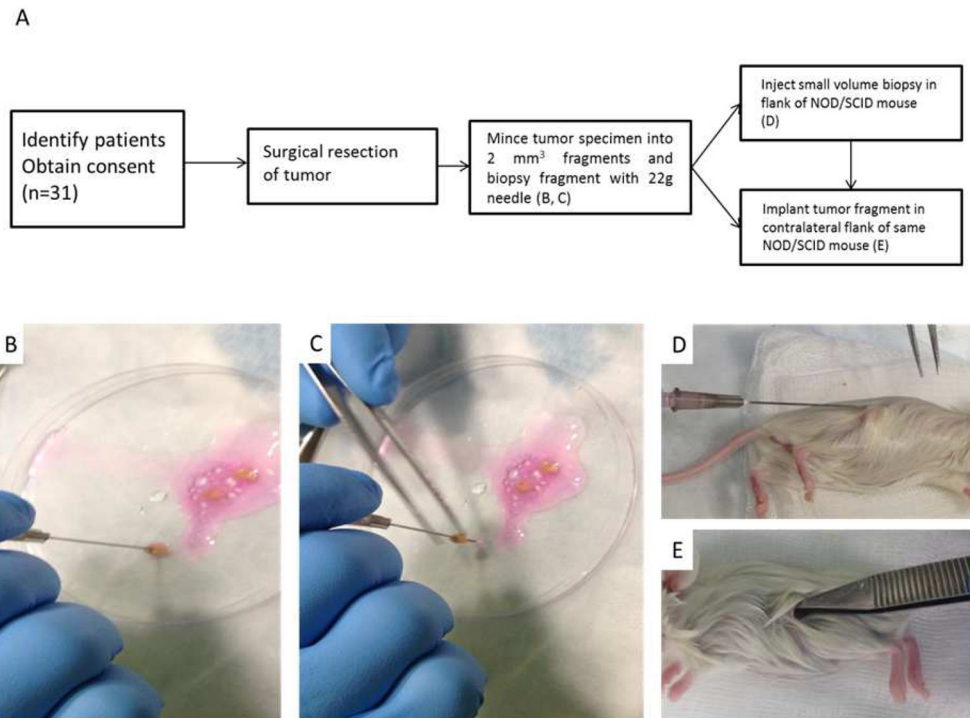 A
Identify patients
Obtain consent
(n=31)
Surgical resection
of tumor
Mince tumor specimen into
2 mm³ fragments and
biopsy fragment with 22g
needle (B, C)
Inject small volume biopsy in
flank of NOD/SCID mouse
(D)
Implant tumor fragment in
contralateral flank of same
NOD/SCID mouse (E)
B
C
D
E